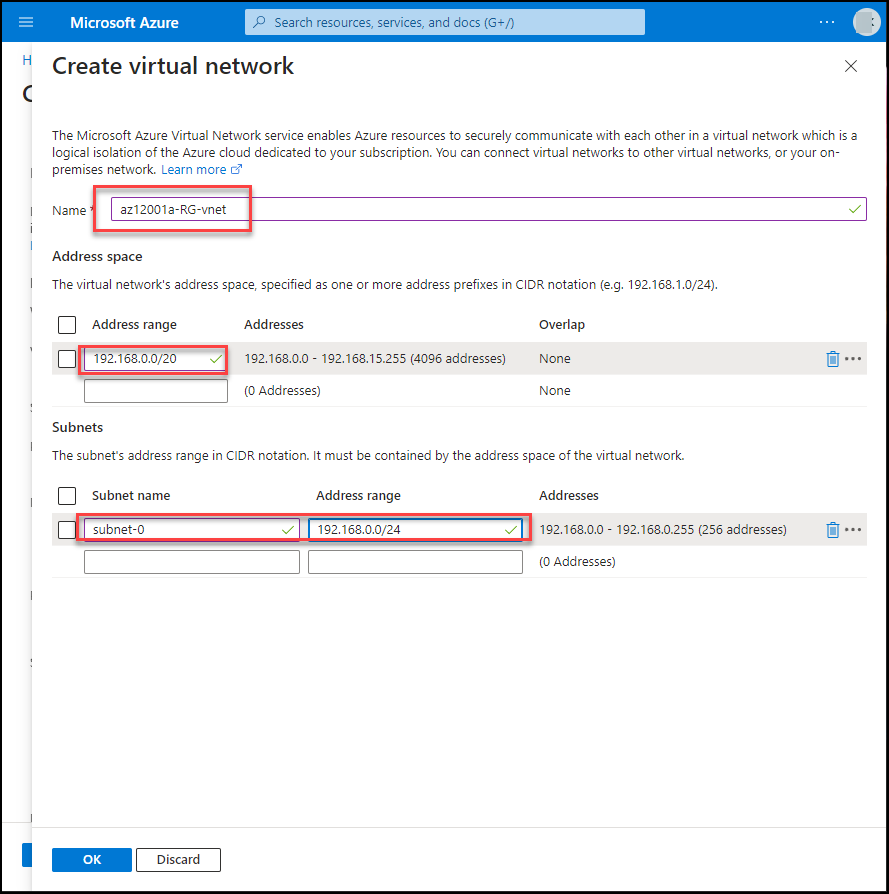 Microsoft Azure
Search resources, services, and docs (G+/)
Create virtual network
The Microsoft Azure Virtual Network service enables Azure resources to securely communicate with each other in a virtual network which is a
logical isolation of the Azure cloud dedicated to your subscription. You can connect virtual networks to other virtual networks, or your on-
premises network. Learn more
Name * az12001a-RG-vnet
Address space
The virtual network's address space, specified as one or more address prefixes in CIDR notation (e.g. 192.168.1.0/24).
Address range Addresses Overlap
192.168.0.0/20 192.168.0.0 - 192.168.15.255 (4096 addresses) None
(0 Addresses) None
Subnets
The subnet's address range in CIDR notation. It must be contained by the address space of the virtual network.
Subnet name Address range Addresses
subnet-0 192.168.0.0/24 192.168.0.0 - 192.168.0.255 (256 addresses)
(0 Addresses)
OK Discard